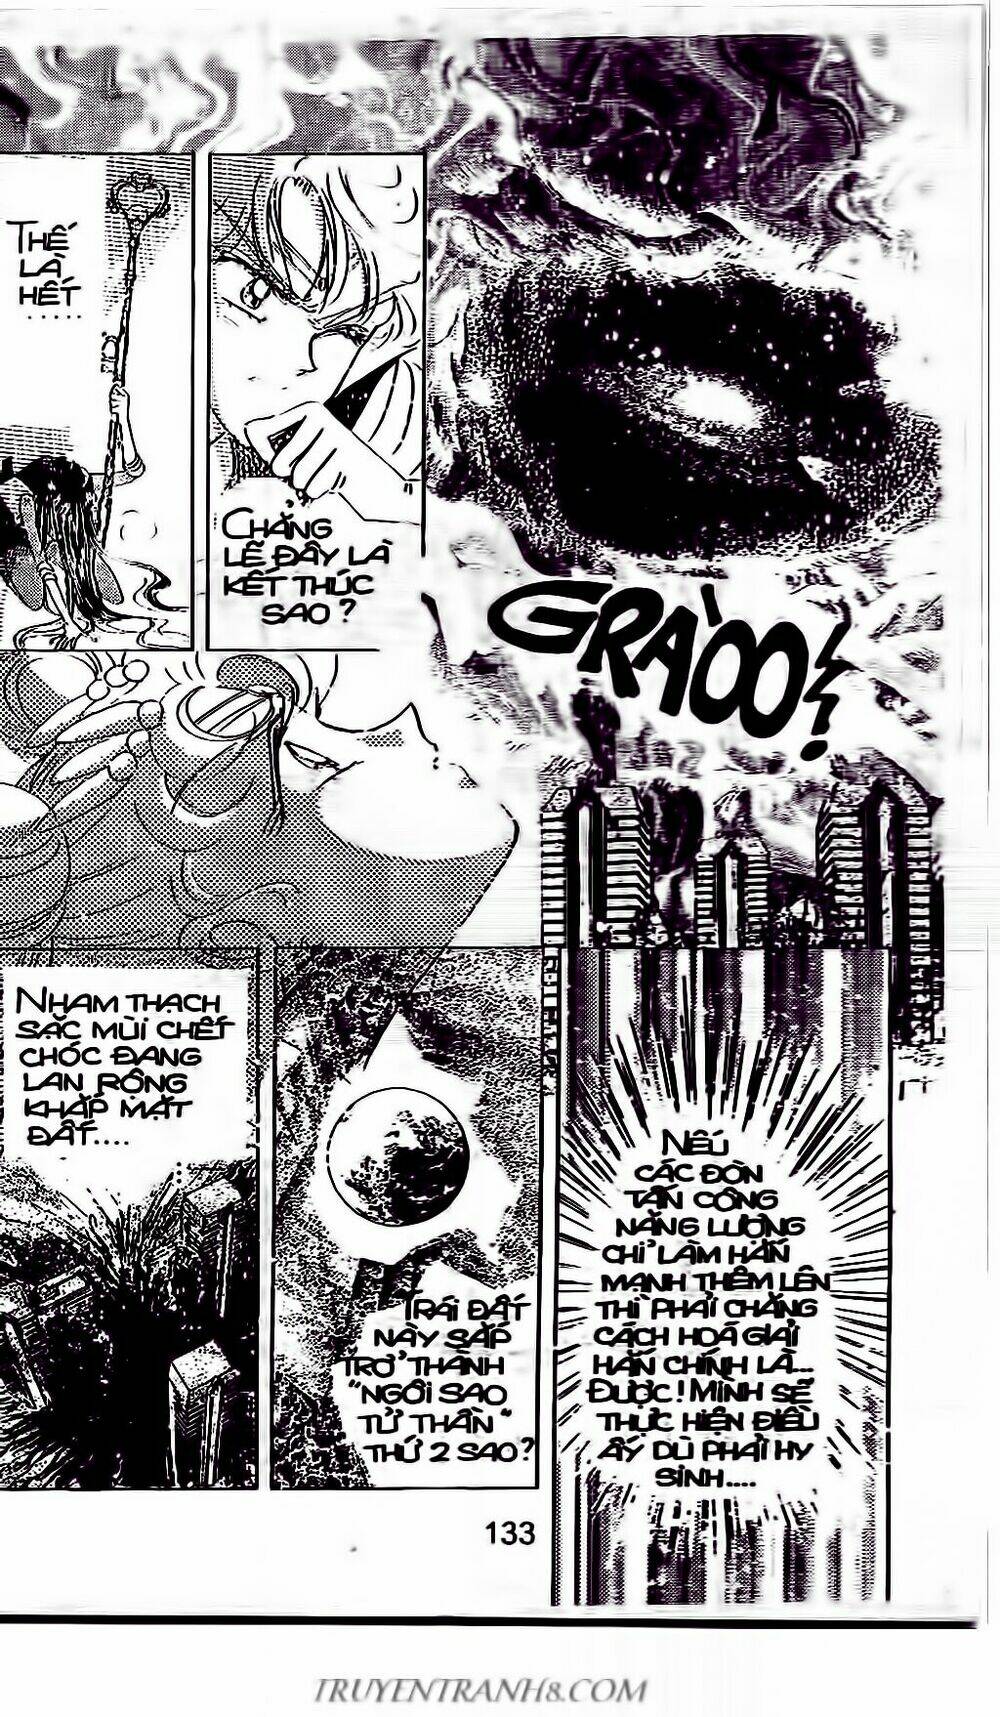 THẾ
LÀ
HẾT
.....
CHẲNG
LẼ ĐÂY LÀ
KẾT THÚC
SAO?
GRÀOO!
NHAM THẠCH
SẶC MÙI CHẾT
CHÓC ĐANG
LAN RỘNG
KHẮP MẶT
ĐẤT....
TRÁI ĐẤT
NÀY SẮP
TRỞ THÀNH
"NGÔI SAO
TỬ THẦN"
THỨ 2 SAO?
NẾU
CÁC ĐÒN
TẤN CÔNG
NĂNG LƯỢNG
CHỈ LÀM HẮN
MẠNH THÊM LÊN
THÌ PHẢI CHĂNG
CÁCH HOÁ GIẢI
HẮN CHÍNH LÀ...
ĐƯỢC! MÌNH SẼ
THỰC HIỆN ĐIỀU
ẤY DÙ PHẢI HY
SINH....
133
TRUYENTRANH8.COM